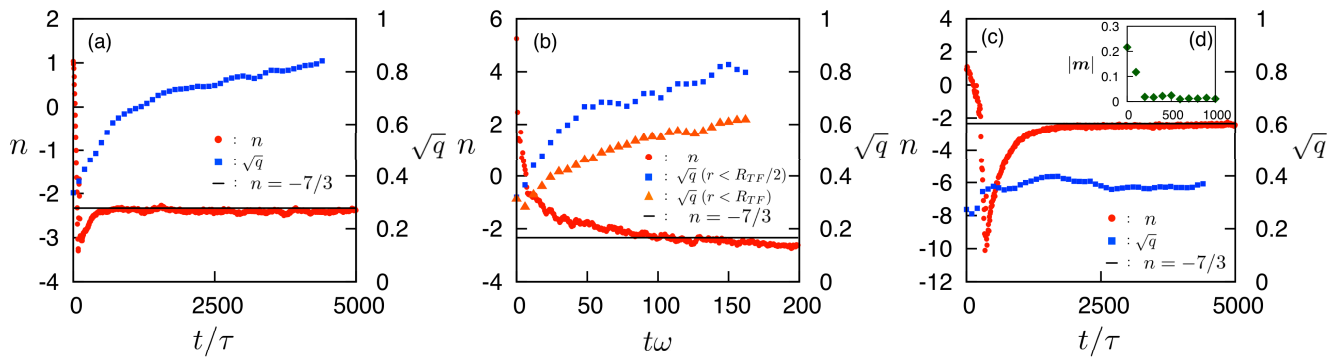 (a)
2
1
0
-1
-2
-3
-4
n
1
0.8
0.6
0.4
0.2
0
√q
0
2500
5000
t/τ
: n
: √q
: n = −7/3
(b)
6
4
2
0
-2
-4
n
1
0.8
0.6
0.4
0.2
0
√q
0
50
100
150
200
tω
: n
: √q (r < R_TF/2)
: √q (r < R_TF)
: n = −7/3
(c)
4
2
0
-2
-4
-6
-8
-10
-12
n
1
0.8
0.6
0.4
0.2
0
√q
0
2500
5000
t/τ
: n
: √q
: n = −7/3
(d)
|m|
0.3
0.2
0.1
0
0
500
1000